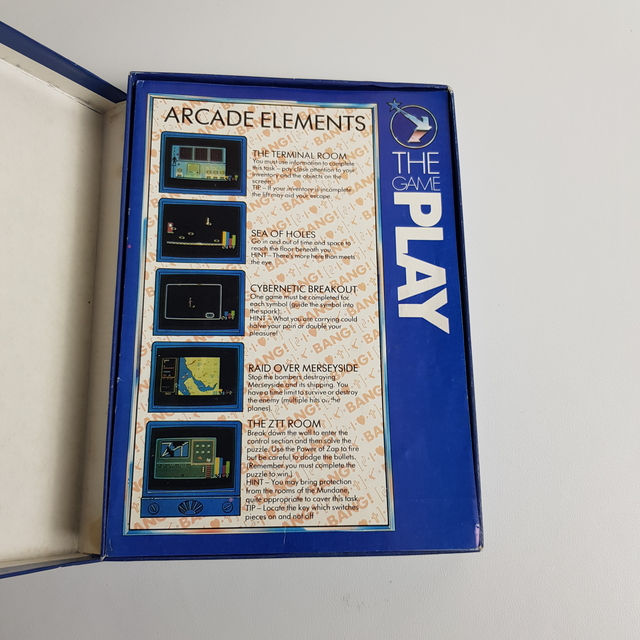 ARCADE ELEMENTS
THE TERMINAL ROOM
You must use information to complete
this task – pay close attention to your
inventory and the objects on the
screen.
TIP – If your inventory is incomplete
the lift may aid your escape.
SEA OF HOLES
Go in and out of time and space to
reach the floor beneath you.
HINT – There's more here than meets
the eye.
CYBERNETIC BREAKOUT
One game must be completed for
each symbol (guide the symbol into
the spark).
HINT – What you are carrying could
halve your pain or double your
pleasure!
RAID OVER MERSEYSIDE
Stop the bombers destroying
Merseyside and its shipping. You
have a time limit to survive or destroy
the enemy (multiple hits on the
planes).
THE ZTT ROOM
Break down the wall to enter the
control section and then solve the
puzzle. Use the Power of Zap to fire
but be careful to dodge the bullets.
(Remember you must complete the
puzzle to win.)
HINT – You may bring protection
from the rooms of the Mundane,
quite appropriate to cover this task.
TIP – Locate the key which switches
pieces on and off.
THE
GAME
PLAY